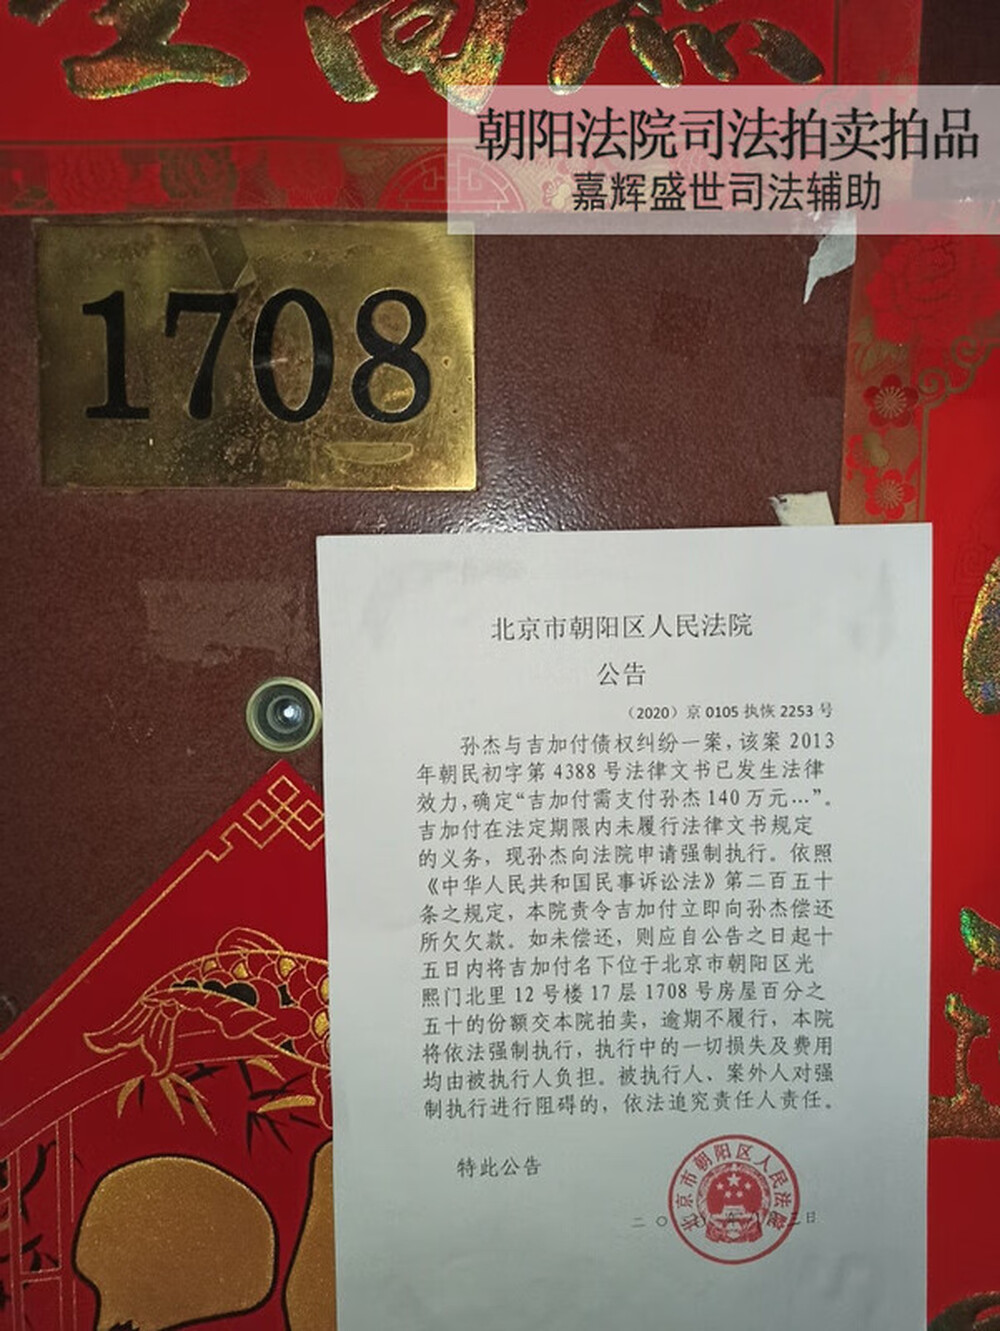 朝阳法院司法拍卖拍品
嘉辉盛世司法辅助
1708
北京市朝阳区人民法院
公告
（2020）京 0105 执恢 2253 号
孙杰与吉加付债权纠纷一案，该案 2013
年朝民初字第 4388 号法律文书已发生法律
效力，确定“吉加付需支付孙杰 140 万元…”。
吉加付在法定期限内未履行法律文书规定
的义务，现孙杰向法院申请强制执行。依照
《中华人民共和国民事诉讼法》第二百五十
条之规定，本院责令吉加付立即向孙杰偿还
所欠欠款。如未偿还，则应自公告之日起十
五日内将吉加付名下位于北京市朝阳区光
熙门北里 12 号楼 17 层 1708 号房屋百分之
五十的份额交本院拍卖，逾期不履行，本院
将依法强制执行，执行中的一切损失及费用
均由被执行人负担。被执行人、案外人对强
制执行进行阻碍的，依法追究责任人责任。
特此公告
北京市朝阳区人民法院
二〇 三日